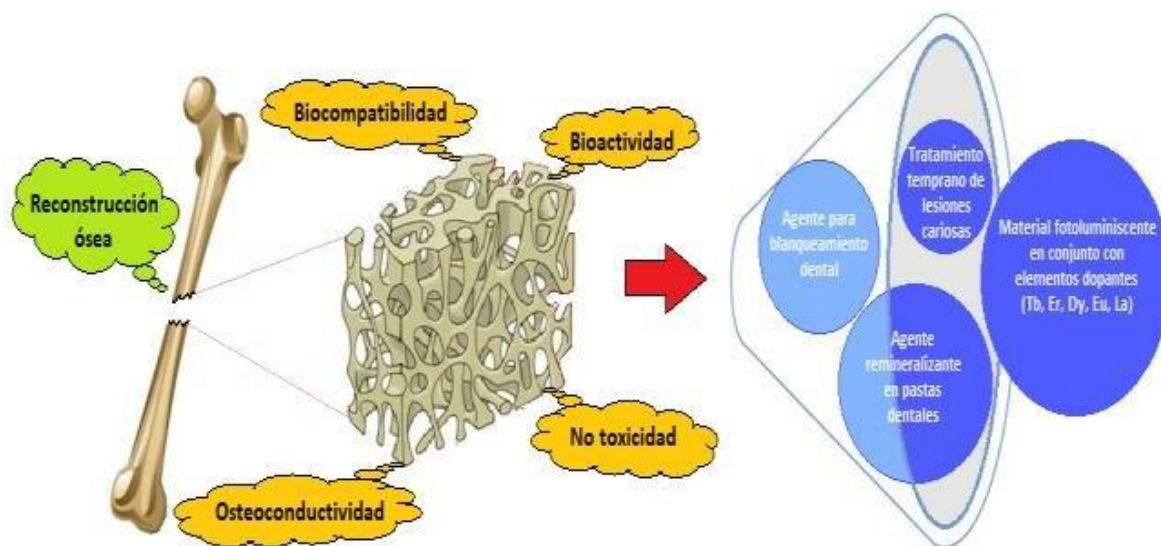 Reconstrucción
ósea
Biocompatibilidad
Bioactividad
No toxicidad
Osteoconductividad
Agente para
blanqueamiento
dental
Tratamiento
temprano de
lesiones
cariosas
Agente
remineralizante
en pastas
dentales
Material fotoluminiscente
en conjunto con
elementos dopantes
(Tb, Er, Dy, Eu, La)